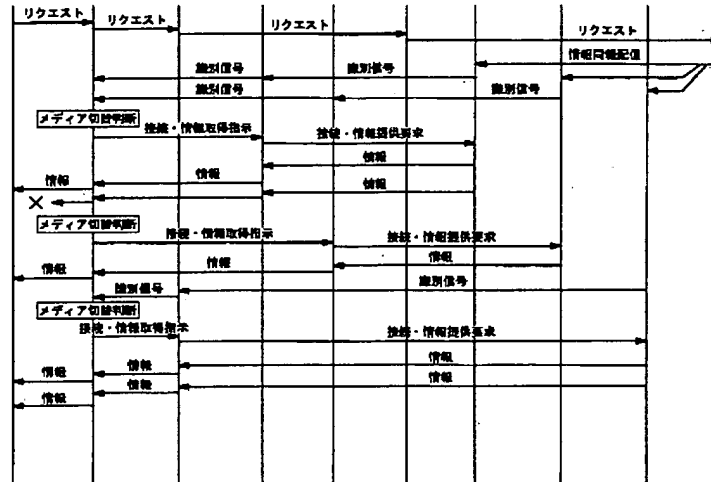 リクエスト
リクエスト
リクエスト
リクエスト
情報同報配信
識別信号
識別信号
識別信号
識別信号
メディア切替判断
接続・情報取得指示
接続・情報提供要求
情報
情報
情報
情報
×
メディア切替判断
接続・情報取得指示
接続・情報提供要求
情報
情報
情報
識別信号
識別信号
メディア切替判断
接続・情報取得指示
接続・情報提供要求
情報
情報
情報
情報
情報
情報